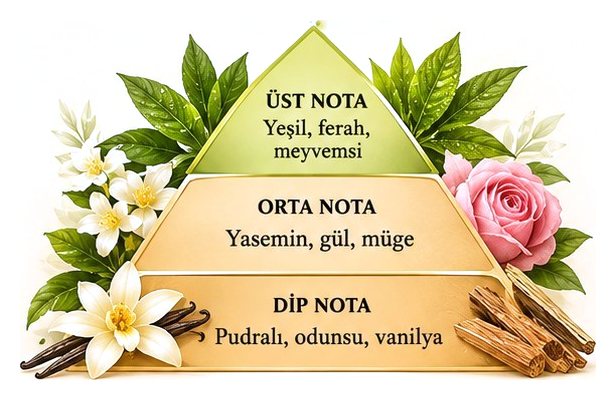 ÜST NOTA
Yeşil, ferah,
meyvemsi
ORTA NOTA
Yasemin, gül, müge
DİP NOTA
Pudralı, odunsu, vanilya